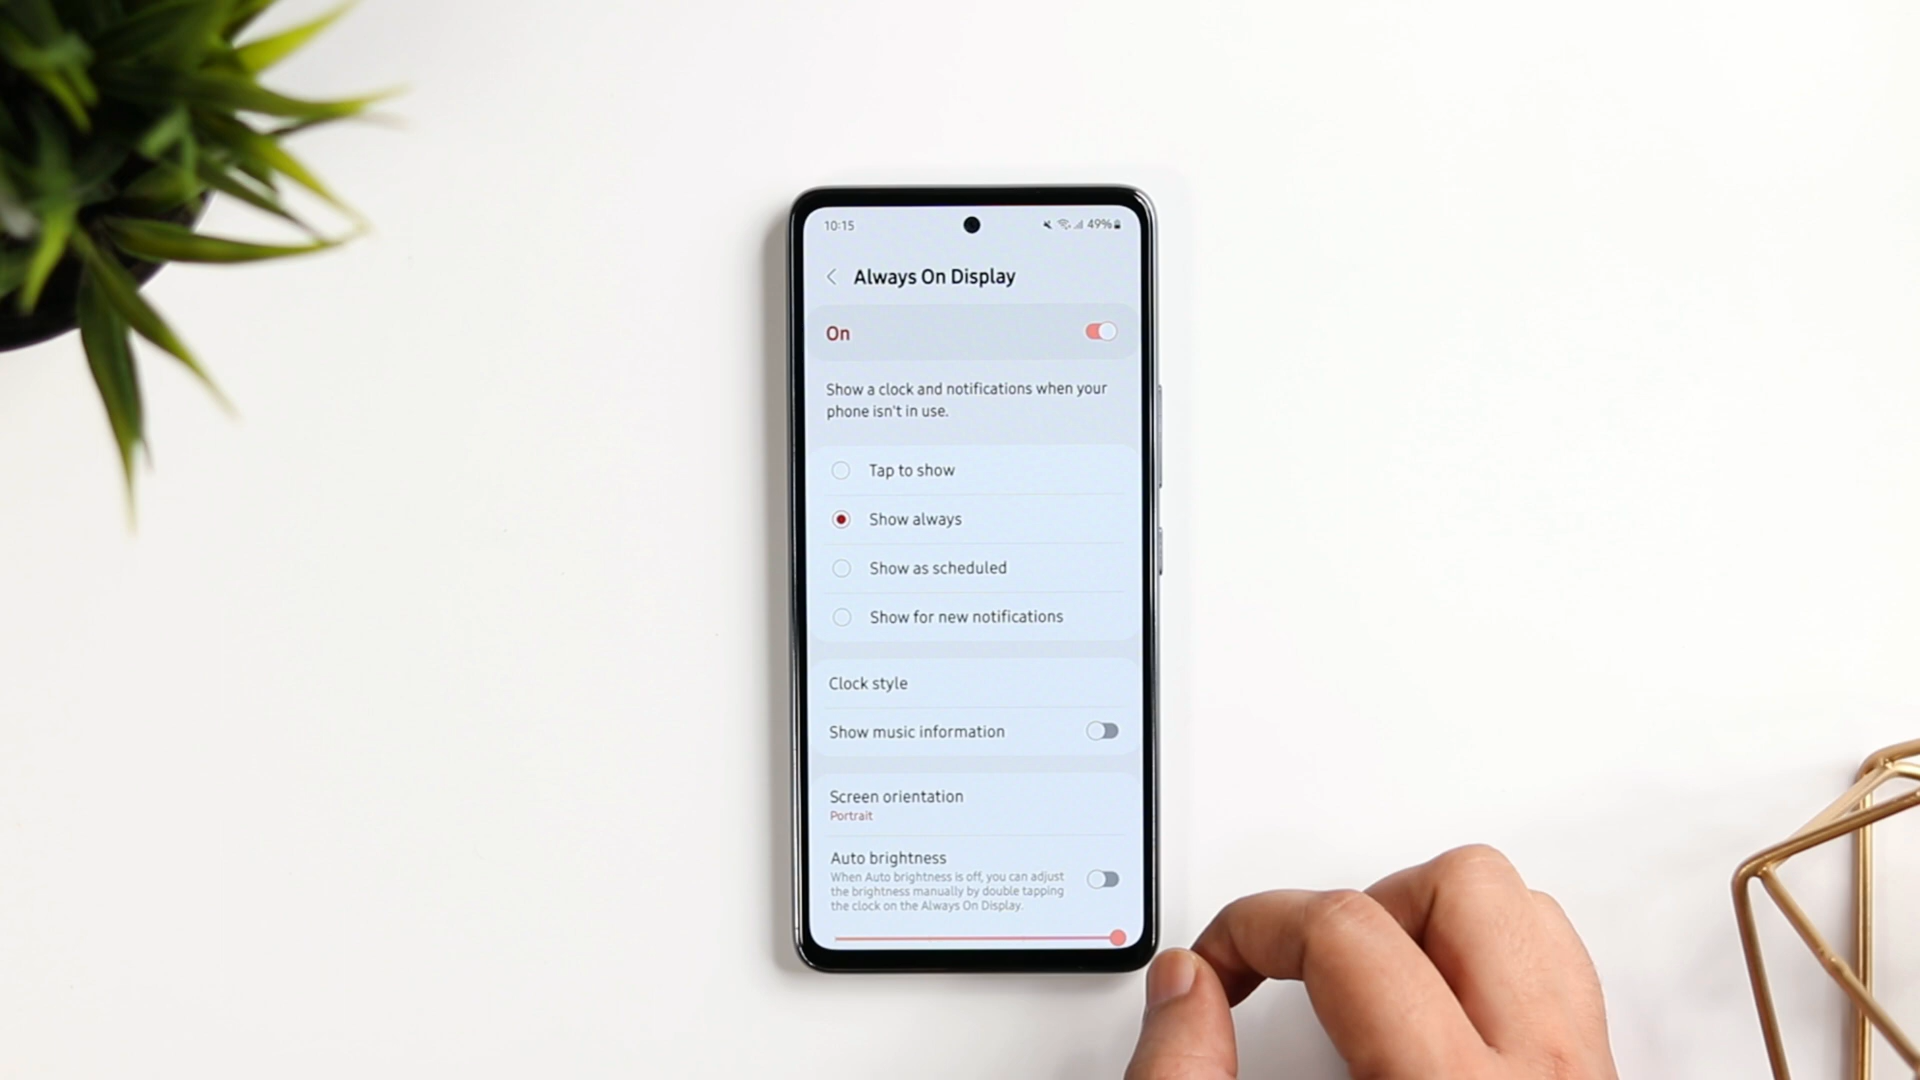 10:15
49%
Always On Display
On
Show a clock and notifications when your
phone isn't in use.
Tap to show
Show always
Show as scheduled
Show for new notifications
Clock style
Show music information
Screen orientation
Portrait
Auto brightness
When Auto brightness is off, you can adjust
the brightness manually by double tapping
the clock on the Always On Display.